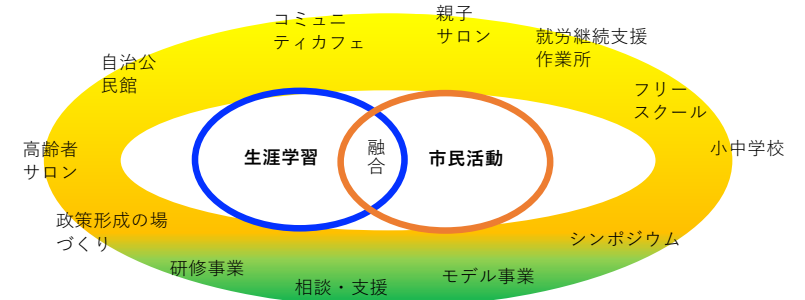 コミュニ
ティカフェ
親子
サロン
就労継続支援
作業所
自治公
民館
フリー
スクール
高齢者
サロン
生涯学習
融
合
市民活動
小中学校
政策形成の場
づくり
シンポジウム
研修事業
相談・支援
モデル事業